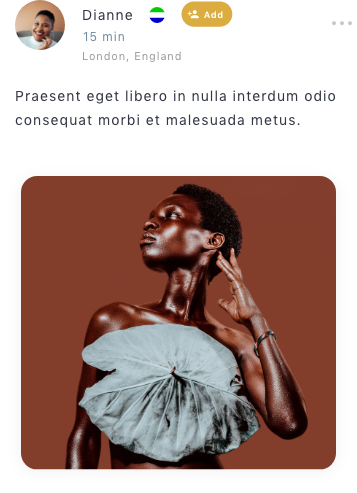 Dianne
Add
15 min
London, England
Praesent eget libero in nulla interdum odio
consequat morbi et malesuada metus.